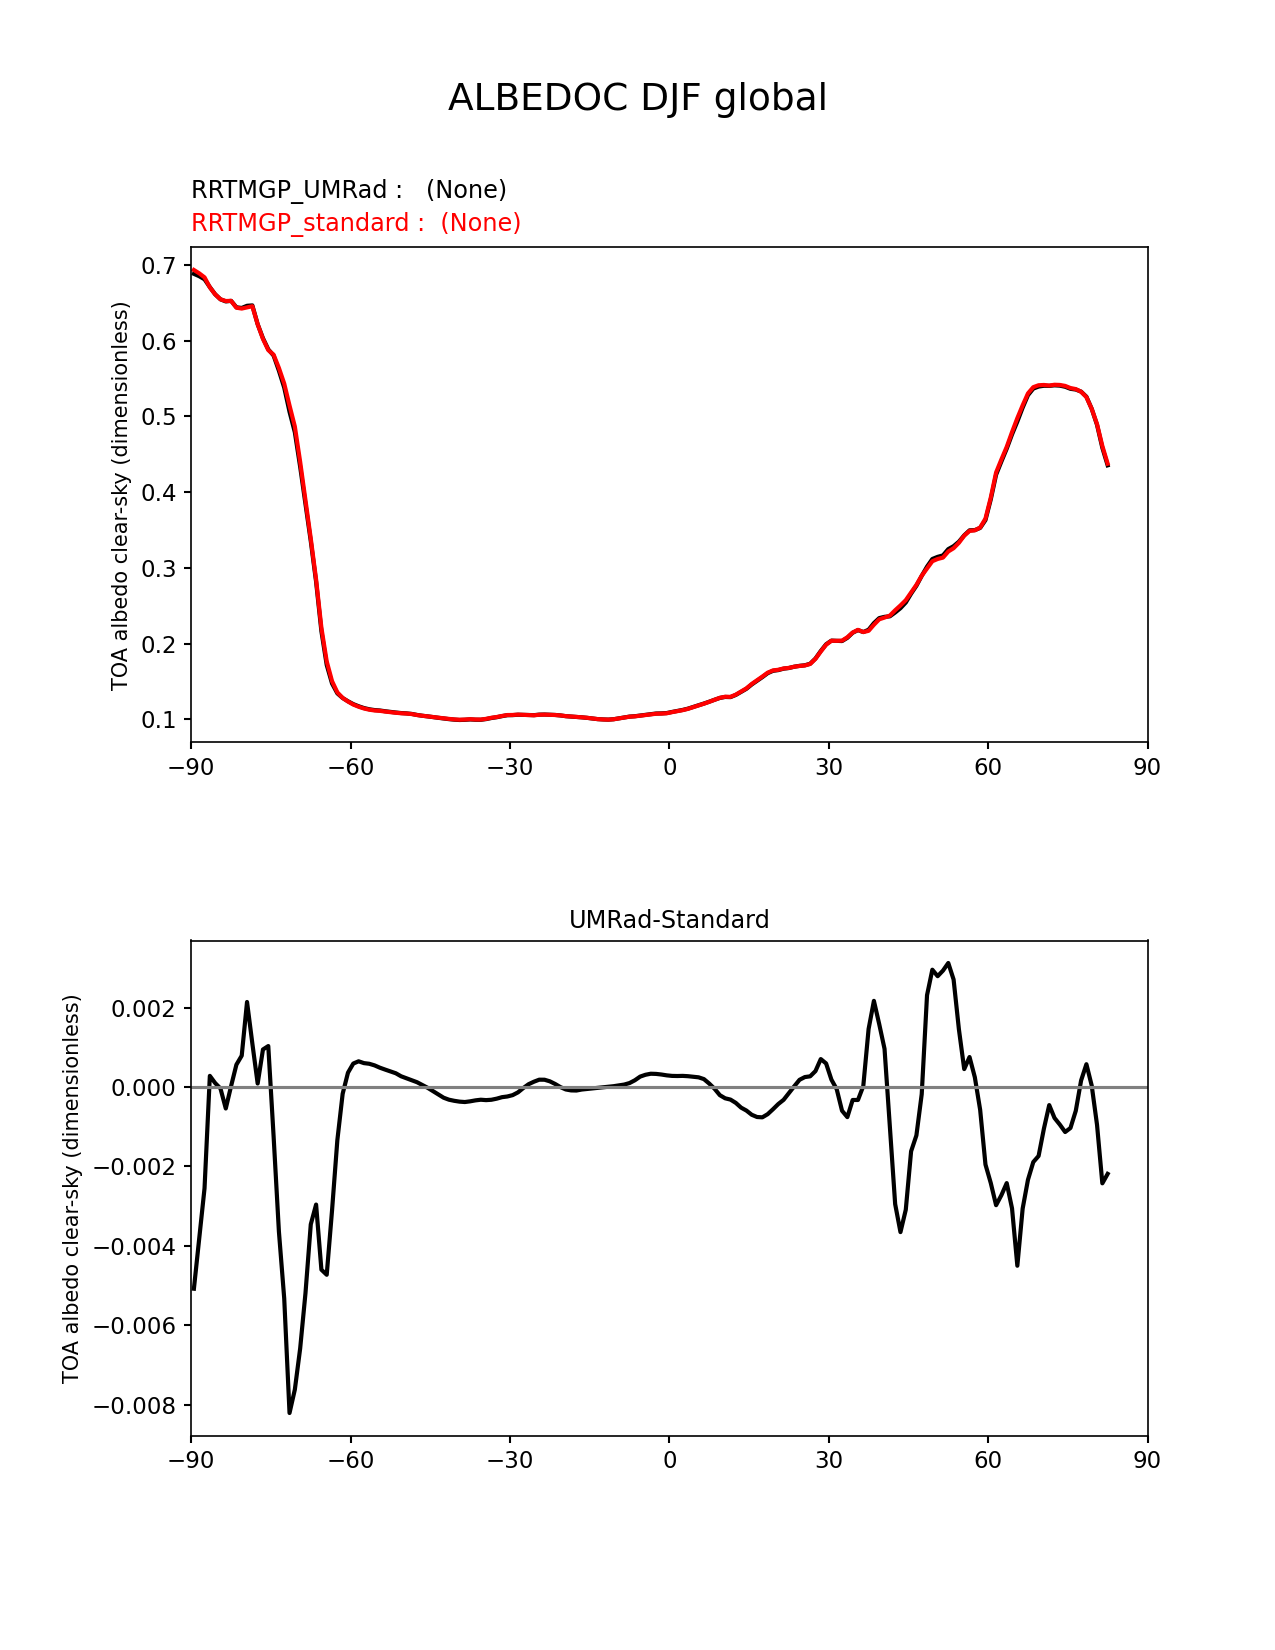 ALBEDOC DJF global
RRTMGP_UMRad :   (None)
RRTMGP_standard :  (None)
TOA albedo clear-sky (dimensionless)
0.7
0.6
0.5
0.4
0.3
0.2
0.1
−90 −60 −30 0 30 60 90
UMRad-Standard
TOA albedo clear-sky (dimensionless)
0.002
0.000
−0.002
−0.004
−0.006
−0.008
−90 −60 −30 0 30 60 90